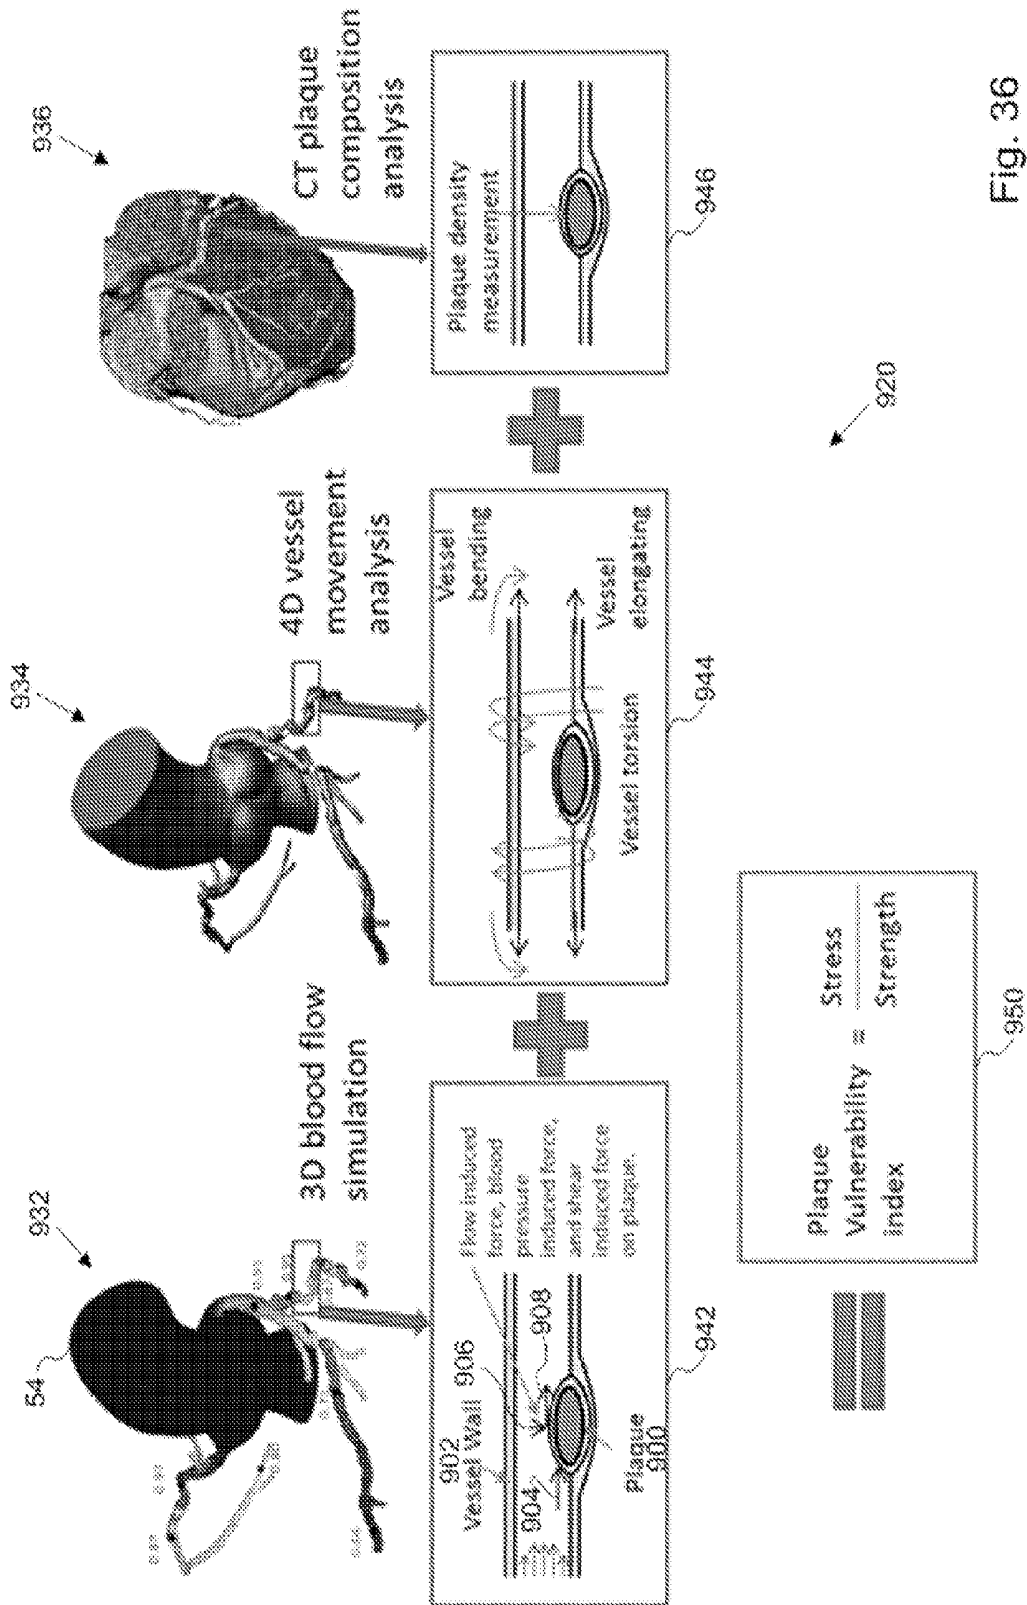 54
932
3D blood flow
simulation
934
4D vessel
movement
analysis
936
CT plaque
composition
analysis
902
Vessel Wall
906
908
904
Plaque
900
Flow induced
force, blood
pressure
induced force,
and shear
induced force
on plaque.
942
Vessel
bending
Vessel
elongating
Vessel torsion
944
Plaque density
measurement
946
920
Plaque
Vulnerability =
index
Stress
Strength
950
Fig. 36